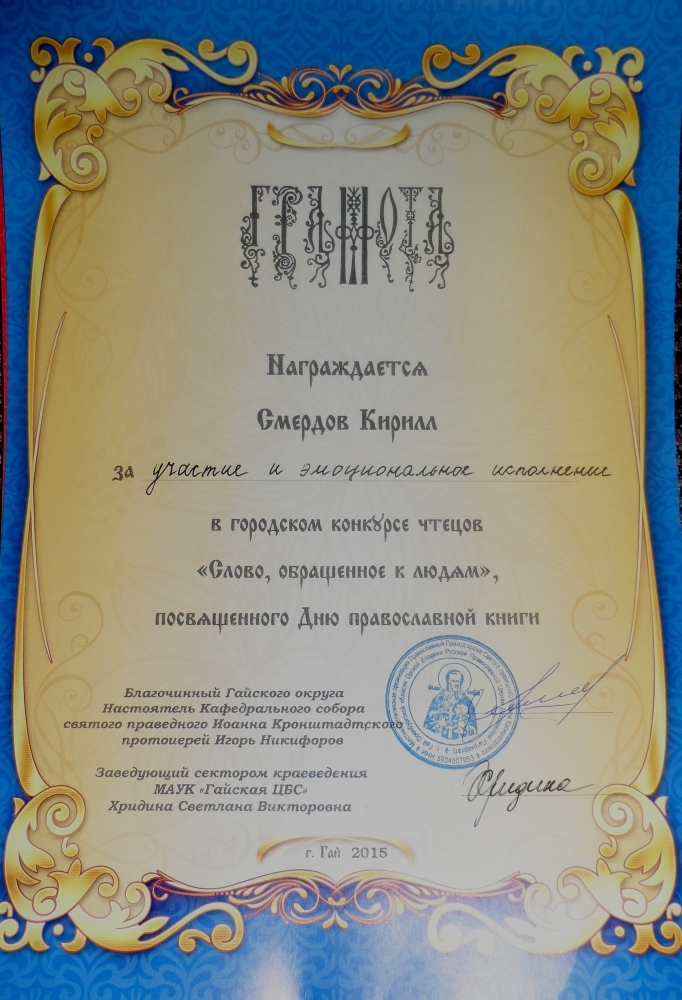 ГРАМОТА
Награждается
Смердов Кирилл
за участие и эмоциональное исполнение
в городском конкурсе чтецов
«Слово, обращенное к людям»,
посвященного Дню православной книги
Благочинный Гайского округа
Настоятель Кафедрального собора
святого праведного Иоанна Кронштадтского
протоиерей Игорь Никифоров
Заведующий сектором краеведения
МАУК «Гайская ЦБС»
Хридина Светлана Викторовна
Хридина
г. Гай 2015